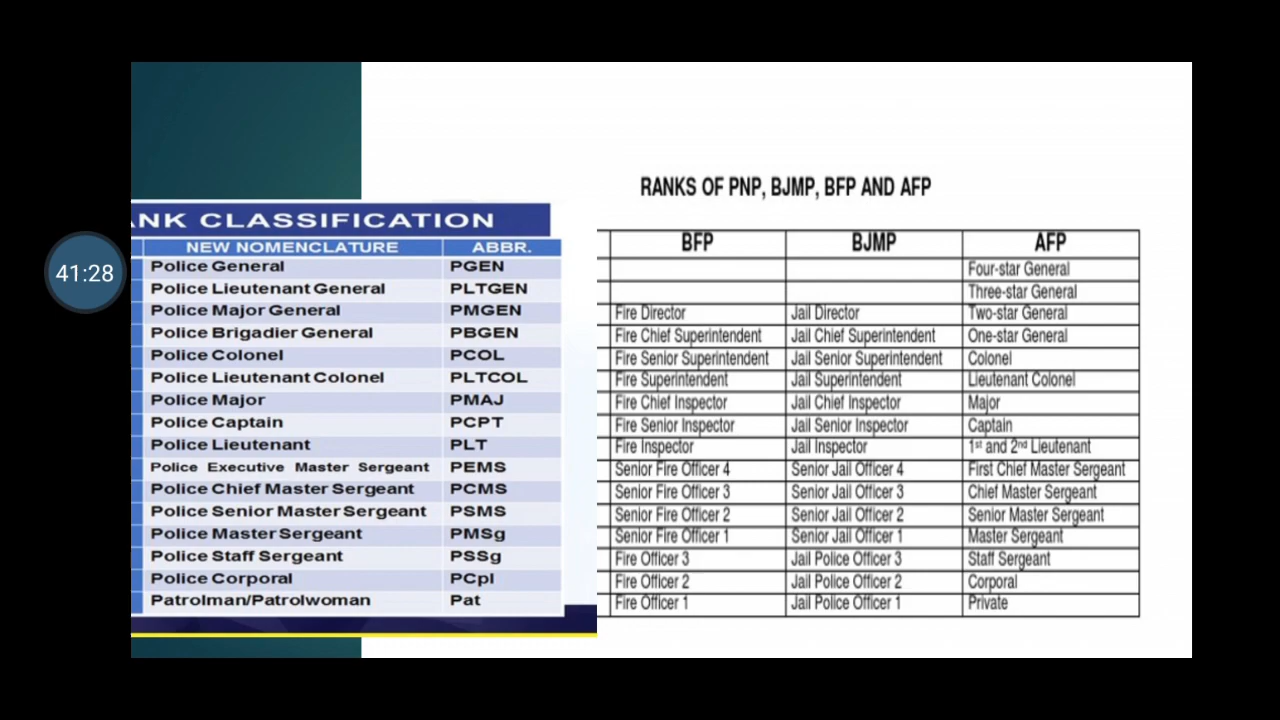 41:28
RANKS OF PNP, BJMP, BFP AND AFP
NK CLASSIFICATION
NEW NOMENCLATURE ABBR.
Police General PGEN
Police Lieutenant General PLTGEN
Police Major General PMGEN
Police Brigadier General PBGEN
Police Colonel PCOL
Police Lieutenant Colonel PLTCOL
Police Major PMAJ
Police Captain PCPT
Police Lieutenant PLT
Police Executive Master Sergeant PEMS
Police Chief Master Sergeant PCMS
Police Senior Master Sergeant PSMS
Police Master Sergeant PMSg
Police Staff Sergeant PSSg
Police Corporal PCpl
Patrolman/Patrolwoman Pat
BFP BJMP AFP
Four-star General
Three-star General
Fire Director Jail Director Two-star General
Fire Chief Superintendent Jail Chief Superintendent One-star General
Fire Senior Superintendent Jail Senior Superintendent Colonel
Fire Superintendent Jail Superintendent Lieutenant Colonel
Fire Chief Inspector Jail Chief Inspector Major
Fire Senior Inspector Jail Senior Inspector Captain
Fire Inspector Jail Inspector 1st and 2nd Lieutenant
Senior Fire Officer 4 Senior Jail Officer 4 First Chief Master Sergeant
Senior Fire Officer 3 Senior Jail Officer 3 Chief Master Sergeant
Senior Fire Officer 2 Senior Jail Officer 2 Senior Master Sergeant
Senior Fire Officer 1 Senior Jail Officer 1 Master Sergeant
Fire Officer 3 Jail Police Officer 3 Staff Sergeant
Fire Officer 2 Jail Police Officer 2 Corporal
Fire Officer 1 Jail Police Officer 1 Private